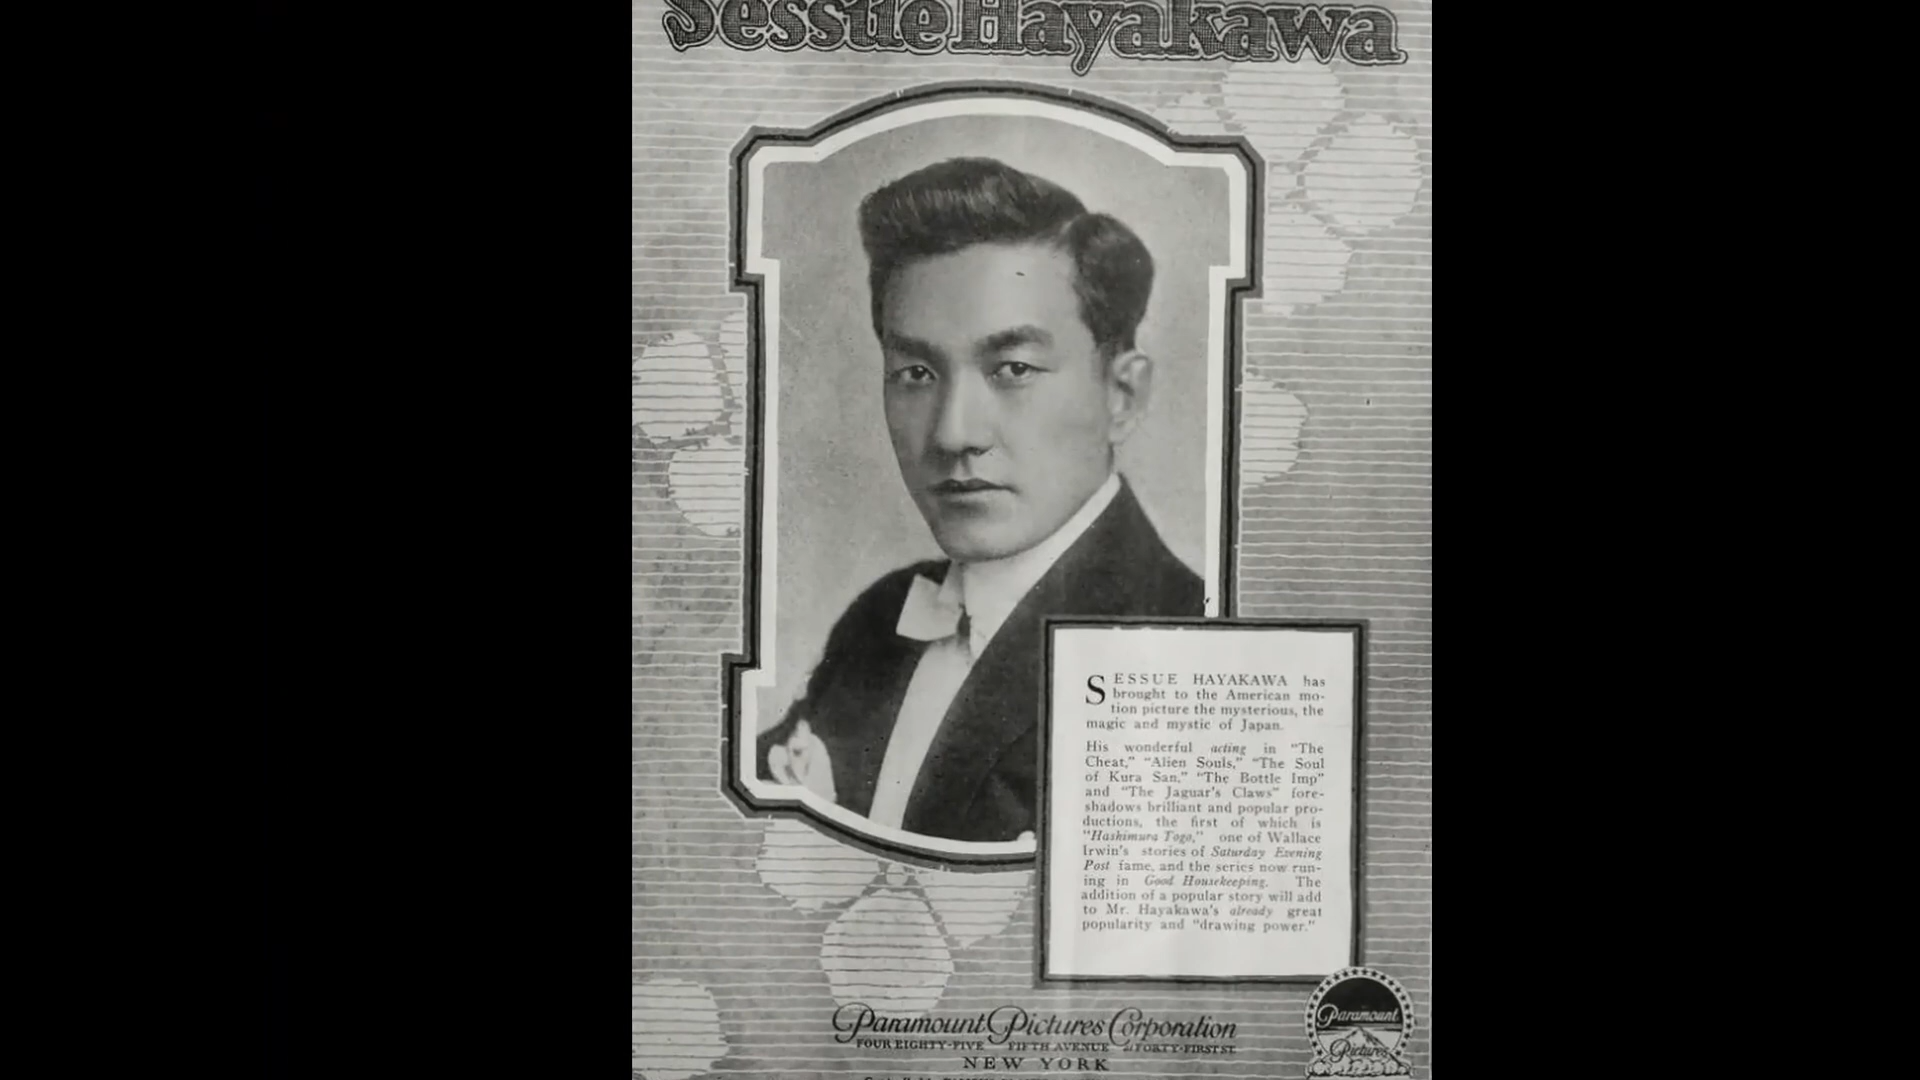 Sessue Hayakawa
SESSUE HAYAKAWA has
brought to the American mo-
tion picture the mysterious, the
magic and mystic of Japan.
His wonderful acting in "The
Cheat," "Alien Souls," "The Soul
of Kura San," "The Bottle Imp"
and "The Jaguar's Claws" fore-
shadows brilliant and popular pro-
ductions, the first of which is
"Hashimura Togo," one of Wallace
Irwin's stories of Saturday Evening
Post fame, and the series now run-
ing in Good Housekeeping. The
addition of a popular story will add
to Mr. Hayakawa's already great
popularity and "drawing power."
Paramount Pictures Corporation
FOUR EIGHTY-FIVE FIFTH AVENUE at FORTY-FIRST ST.
NEW YORK
Paramount
Pictures